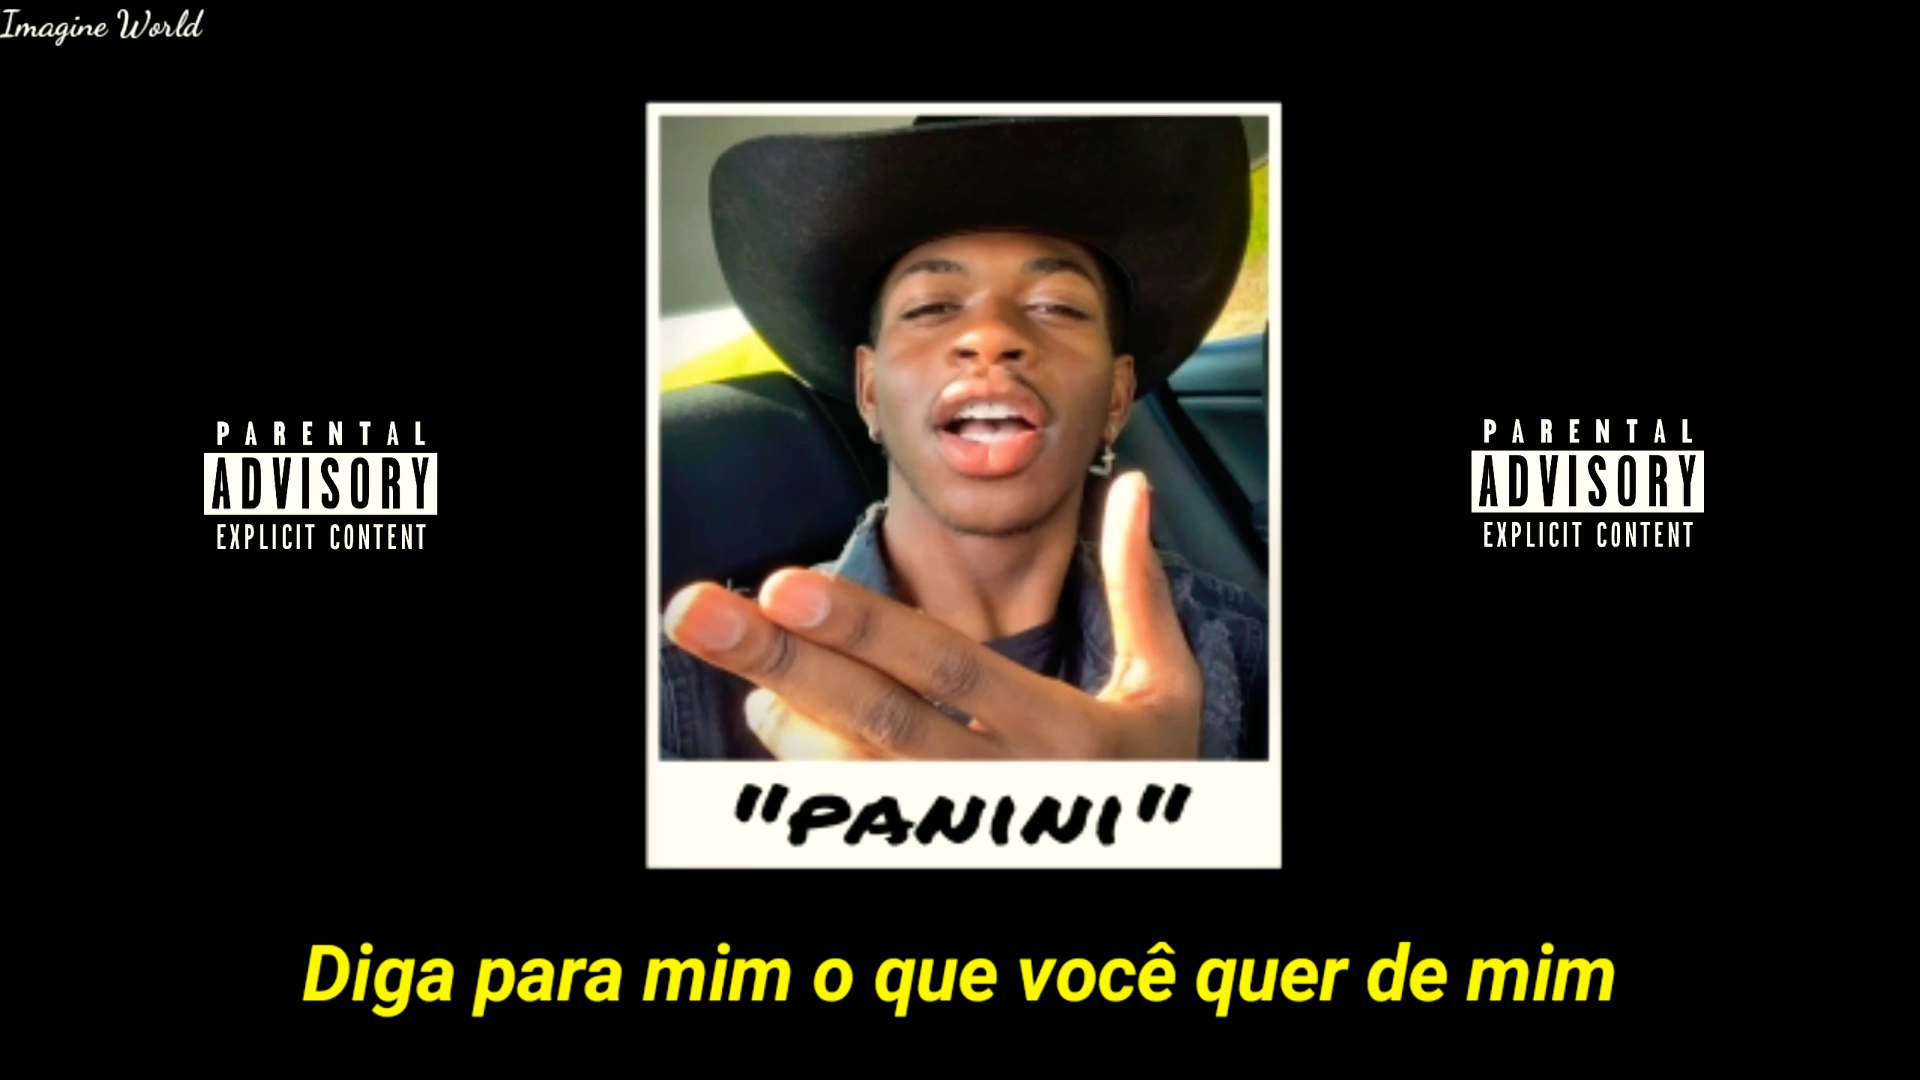 Imagine World
PARENTAL
ADVISORY
EXPLICIT CONTENT
PARENTAL
ADVISORY
EXPLICIT CONTENT
"PANINI"
Diga para mim o que você quer de mim